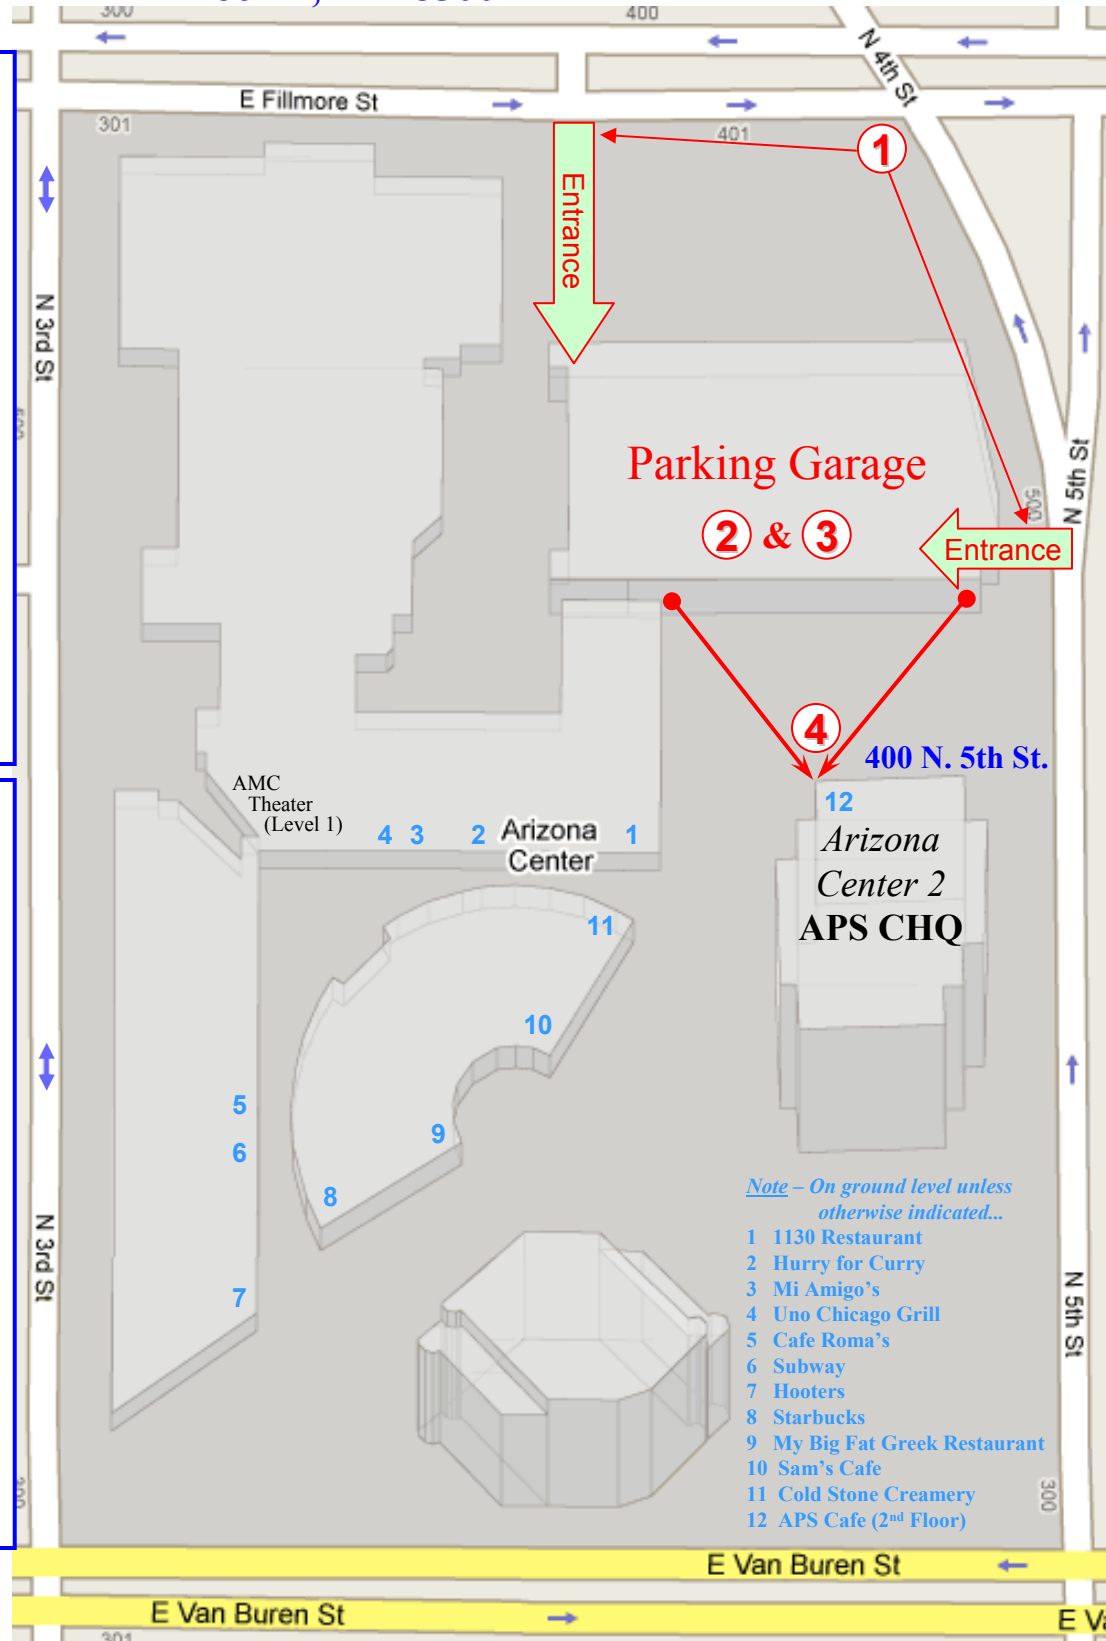 300
400
N 4th St
E Fillmore St
301
401
1
Entrance
N 3rd St
N 5th St
500
Parking Garage
2 & 3
Entrance
4
400 N. 5th St.
12
AMC
Theater
(Level 1)
4 3 2 Arizona 1
Center
Arizona
Center 2
APS CHQ
11
10
5
9
6
8
7
N 3rd St
N 5th St
Note – On ground level unless
otherwise indicated...
1 1130 Restaurant
2 Hurry for Curry
3 Mi Amigo's
4 Uno Chicago Grill
5 Cafe Roma's
6 Subway
7 Hooters
8 Starbucks
9 My Big Fat Greek Restaurant
10 Sam's Cafe
11 Cold Stone Creamery
12 APS Cafe (2nd Floor)
300
E Van Buren St
E Van Buren St
301